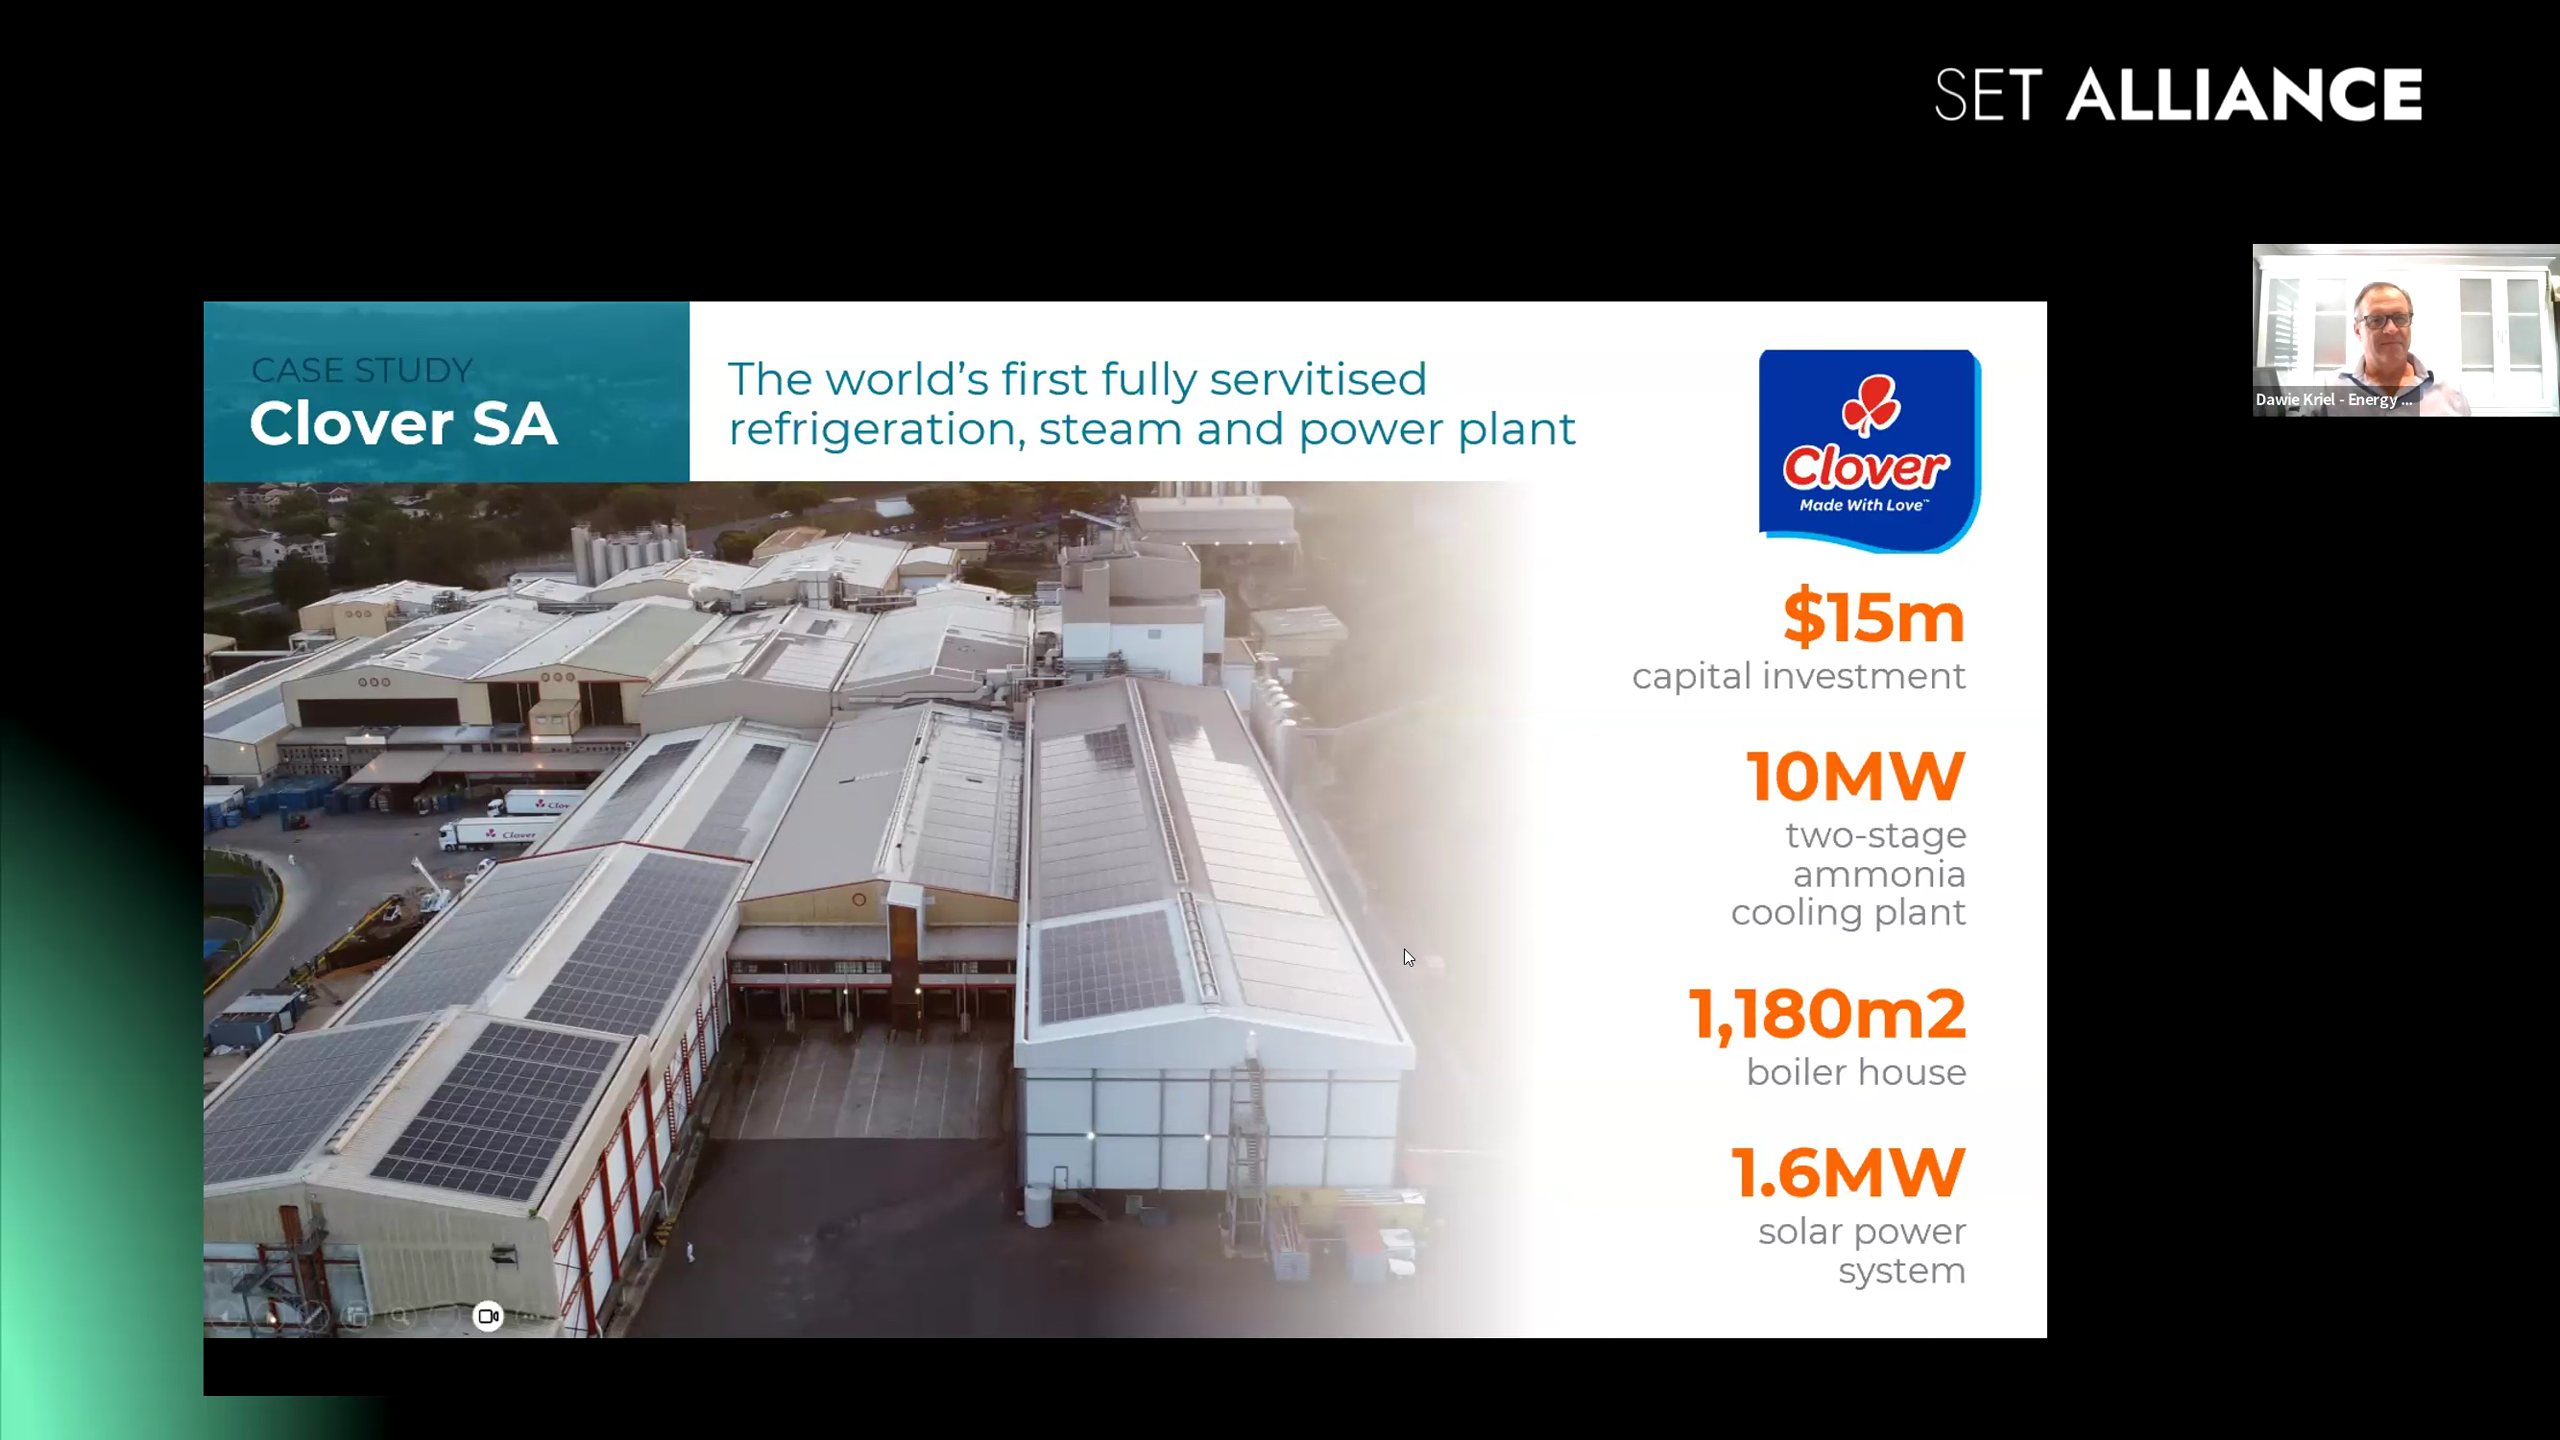 SET ALLIANCE
CASE STUDY
Clover SA
The world's first fully servitised
refrigeration, steam and power plant
Clover
Made With Love™
$15m
capital investment
10MW
two-stage
ammonia
cooling plant
1,180m2
boiler house
1.6MW
solar power
system
Dawie Kriel - Energy ...
Clover
Clover